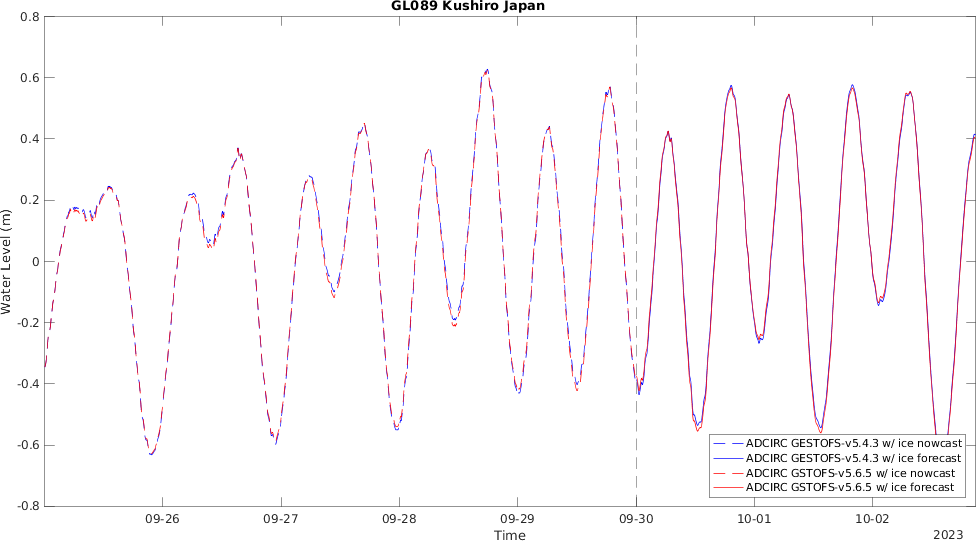 GL089 Kushiro Japan
0.8
0.6
0.4
0.2
0
-0.2
-0.4
-0.6
-0.8
Water Level (m)
09-26
09-27
09-28
09-29
09-30
10-01
10-02
Time
2023
ADCIRC GESTOFS-v5.4.3 w/ ice nowcast
ADCIRC GESTOFS-v5.4.3 w/ ice forecast
ADCIRC GSTOFS-v5.6.5 w/ ice nowcast
ADCIRC GSTOFS-v5.6.5 w/ ice forecast